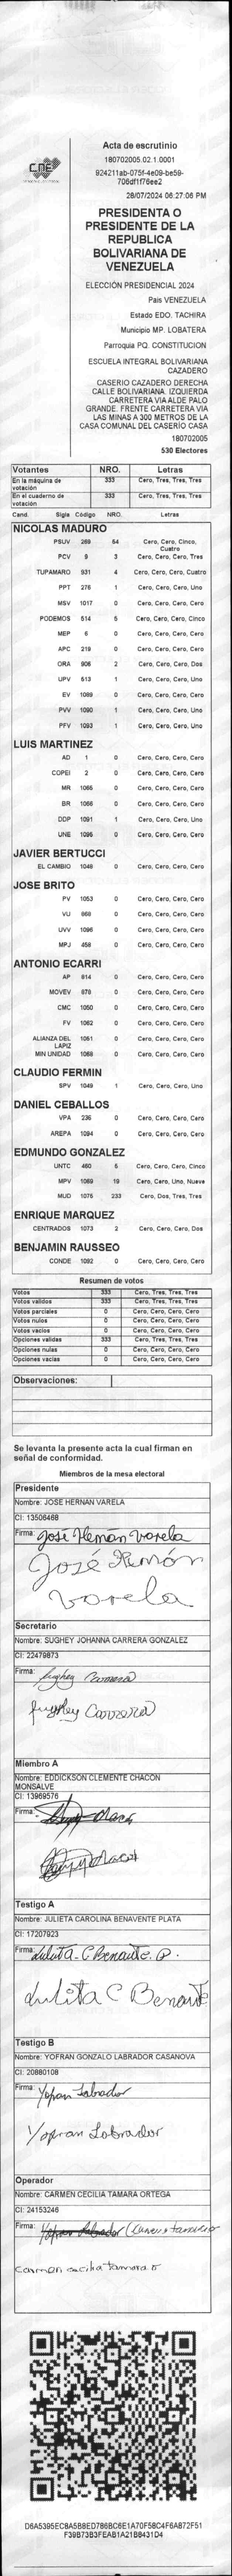 CNE
Acta de escrutinio
180702005.02.1.0001
924211ab-075f-4e09-be59-
706df1f76ee2
28/07/2024 06:27:06 PM
PRESIDENTA O
PRESIDENTE DE LA
REPUBLICA
BOLIVARIANA DE
VENEZUELA
ELECCIÓN PRESIDENCIAL 2024
Pais VENEZUELA
Estado EDO. TACHIRA
Municipio MP. LOBATERA
Parroquia PQ. CONSTITUCION
ESCUELA INTEGRAL BOLIVARIANA
CAZADERO
CASERIO CAZADERO DERECHA
CALLE BOLIVARIANA. IZQUIERDA
CARRETERA VIA ALDE PALO
GRANDE. FRENTE CARRETERA VIA
LAS MINAS A 300 METROS DE LA
CASA COMUNAL DEL CASERIO CASA
180702005
530 Electores
Votantes NRO. Letras
En la máquina de votación 333 Cero, Tres, Tres, Tres
En el cuaderno de votación 333 Cero, Tres, Tres, Tres
Cand. Sigla Código NRO. Letras
NICOLAS MADURO
PSUV 269 54 Cero, Cero, Cinco, Cuatro
PCV 9 3 Cero, Cero, Cero, Tres
TUPAMARO 931 4 Cero, Cero, Cero, Cuatro
PPT 276 1 Cero, Cero, Cero, Uno
MSV 1017 0 Cero, Cero, Cero, Cero
PODEMOS 514 5 Cero, Cero, Cero, Cinco
MEP 6 0 Cero, Cero, Cero, Cero
APC 219 0 Cero, Cero, Cero, Cero
ORA 906 2 Cero, Cero, Cero, Dos
UPV 513 1 Cero, Cero, Cero, Uno
EV 1089 0 Cero, Cero, Cero, Cero
PVV 1090 1 Cero, Cero, Cero, Uno
PFV 1093 1 Cero, Cero, Cero, Uno
LUIS MARTINEZ
AD 1 0 Cero, Cero, Cero, Cero
COPEI 2 0 Cero, Cero, Cero, Cero
MR 1065 0 Cero, Cero, Cero, Cero
BR 1066 0 Cero, Cero, Cero, Cero
DDP 1091 1 Cero, Cero, Cero, Uno
UNE 1095 0 Cero, Cero, Cero, Cero
JAVIER BERTUCCI
EL CAMBIO 1048 0 Cero, Cero, Cero, Cero
JOSE BRITO
PV 1053 0 Cero, Cero, Cero, Cero
VU 868 0 Cero, Cero, Cero, Cero
UVV 1096 0 Cero, Cero, Cero, Cero
MPJ 458 0 Cero, Cero, Cero, Cero
ANTONIO ECARRI
AP 814 0 Cero, Cero, Cero, Cero
MOVEV 878 0 Cero, Cero, Cero, Cero
CMC 1050 0 Cero, Cero, Cero, Cero
FV 1062 0 Cero, Cero, Cero, Cero
ALIANZA DEL LAPIZ 1051 0 Cero, Cero, Cero, Cero
MIN UNIDAD 1068 0 Cero, Cero, Cero, Cero
CLAUDIO FERMIN
SPV 1049 1 Cero, Cero, Cero, Uno
DANIEL CEBALLOS
VPA 236 0 Cero, Cero, Cero, Cero
AREPA 1094 0 Cero, Cero, Cero, Cero
EDMUNDO GONZALEZ
UNTC 460 5 Cero, Cero, Cero, Cinco
MPV 1069 19 Cero, Cero, Uno, Nueve
MUD 1075 233 Cero, Dos, Tres, Tres
ENRIQUE MARQUEZ
CENTRADOS 1073 2 Cero, Cero, Cero, Dos
BENJAMIN RAUSSEO
CONDE 1092 0 Cero, Cero, Cero, Cero
Resumen de votos
Votos 333 Cero, Tres, Tres, Tres
Votos validos 333 Cero, Tres, Tres, Tres
Votos parciales 0 Cero, Cero, Cero, Cero
Votos nulos 0 Cero, Cero, Cero, Cero
Votos vacios 0 Cero, Cero, Cero, Cero
Opciones validas 333 Cero, Tres, Tres, Tres
Opciones nulas 0 Cero, Cero, Cero, Cero
Opciones vacias 0 Cero, Cero, Cero, Cero
Observaciones:
Se levanta la presente acta la cual firman en
señal de conformidad.
Miembros de la mesa electoral
Presidente
Nombre: JOSE HERNAN VARELA
CI: 13506468
Firma: José Hernán Varela
José Hernán
Varela
Secretario
Nombre: SUGHEY JOHANNA CARRERA GONZALEZ
CI: 22479873
Firma: Sughey Carrera
Sughey Carrera
Miembro A
Nombre: EDDICKSON CLEMENTE CHACON
MONSALVE
CI: 13969576
Firma:
Testigo A
Nombre: JULIETA CAROLINA BENAVENTE PLATA
CI: 17207923
Firma: Julieta C Benavente. P.
Julieta C Benavente
Testigo B
Nombre: YOFRAN GONZALO LABRADOR CASANOVA
CI: 20880108
Firma: Yofran Labrador
Yofran Labrador
Operador
Nombre: CARMEN CECILIA TAMARA ORTEGA
CI: 24153246
Firma: Yofran Labrador Carmen tamara o
Carmen cecilia tamara o
D6A5395EC8A5B8ED786BC6E1A70F58C4F6A872F51
F39B73B3FEAB1A21B8431D4